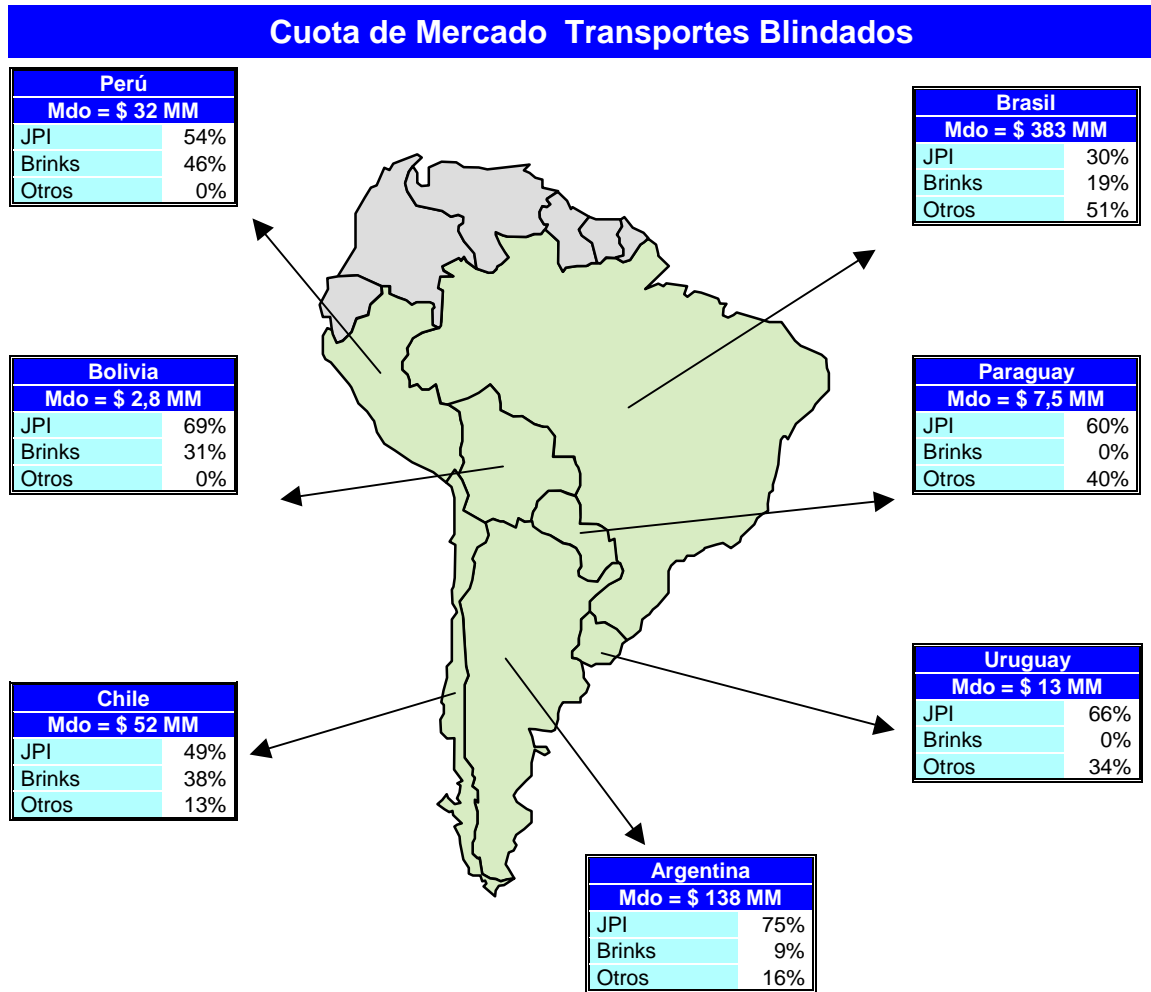 Cuota de Mercado  Transportes Blindados
Perú
Mdo = $ 32 MM
JPI 54%
Brinks 46%
Otros 0%
Brasil
Mdo = $ 383 MM
JPI 30%
Brinks 19%
Otros 51%
Bolivia
Mdo = $ 2,8 MM
JPI 69%
Brinks 31%
Otros 0%
Paraguay
Mdo = $ 7,5 MM
JPI 60%
Brinks 0%
Otros 40%
Chile
Mdo = $ 52 MM
JPI 49%
Brinks 38%
Otros 13%
Uruguay
Mdo = $ 13 MM
JPI 66%
Brinks 0%
Otros 34%
Argentina
Mdo = $ 138 MM
JPI 75%
Brinks 9%
Otros 16%